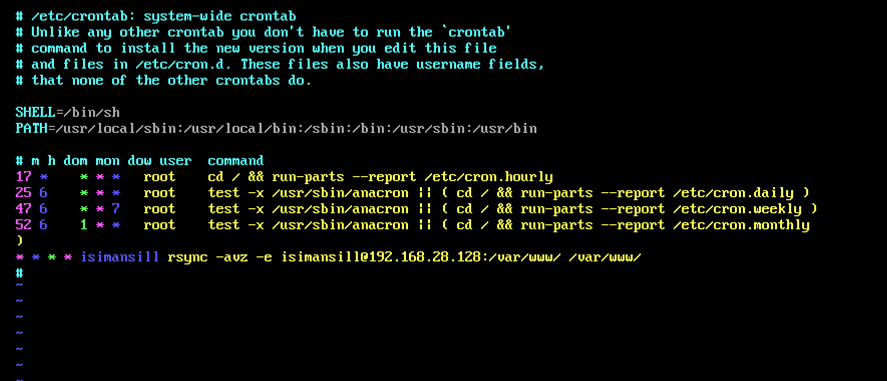 # /etc/crontab: system-wide crontab
# Unlike any other crontab you don't have to run the `crontab'
# command to install the new version when you edit this file
# and files in /etc/cron.d. These files also have username fields,
# that none of the other crontabs do.

SHELL=/bin/sh
PATH=/usr/local/sbin:/usr/local/bin:/sbin:/bin:/usr/sbin:/usr/bin

# m h dom mon dow user  command
17 *    * * *   root    cd / && run-parts --report /etc/cron.hourly
25 6    * * *   root    test -x /usr/sbin/anacron || ( cd / && run-parts --report /etc/cron.daily )
47 6    * * 7   root    test -x /usr/sbin/anacron || ( cd / && run-parts --report /etc/cron.weekly )
52 6    1 * *   root    test -x /usr/sbin/anacron || ( cd / && run-parts --report /etc/cron.monthly
)
* * * * isimansill rsync -avz -e isimansill@192.168.28.128:/var/www/ /var/www/
#
~
~
~
~
~
~
~